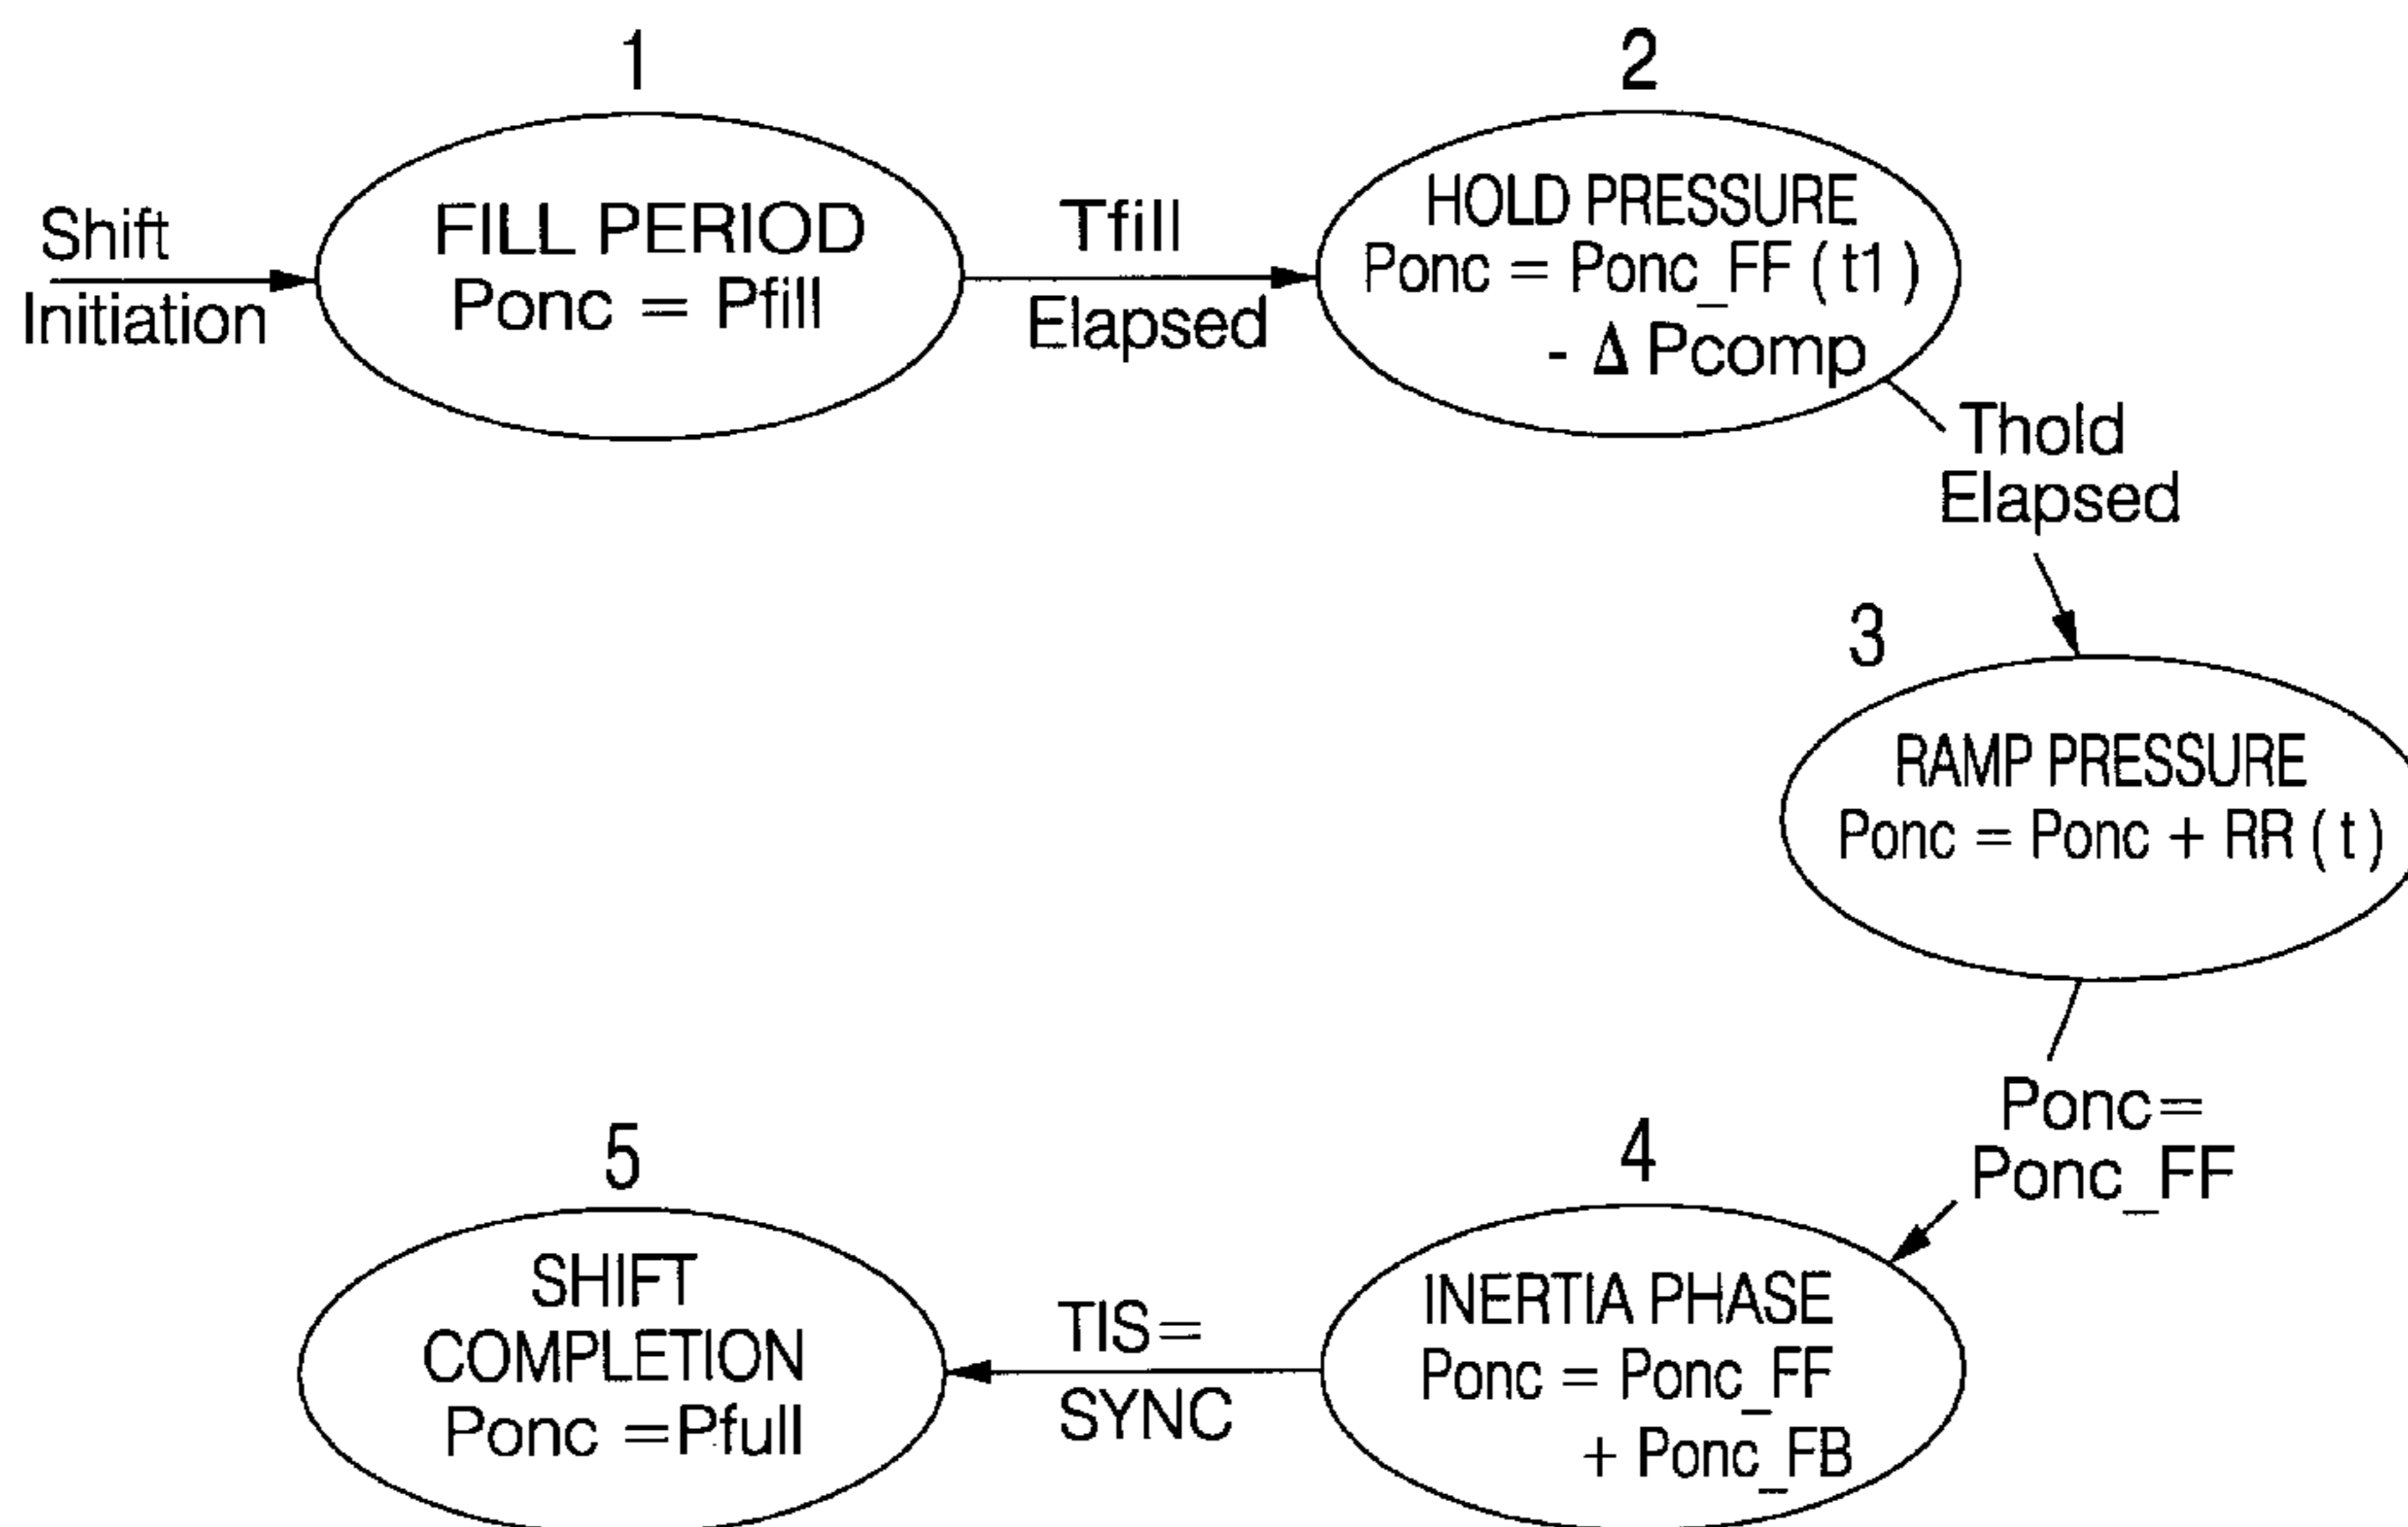 1
Shift
Initiation
FILL PERIOD
Ponc = Pfill
Tfill
Elapsed
2
HOLD PRESSURE
Ponc = Ponc_FF (t1)
- Δ Pcomp
Thold
Elapsed
3
RAMP PRESSURE
Ponc = Ponc + RR (t)
Ponc=
Ponc_FF
4
INERTIA PHASE
Ponc = Ponc_FF
+ Ponc_FB
TIS=
SYNC
5
SHIFT
COMPLETION
Ponc =Pfull